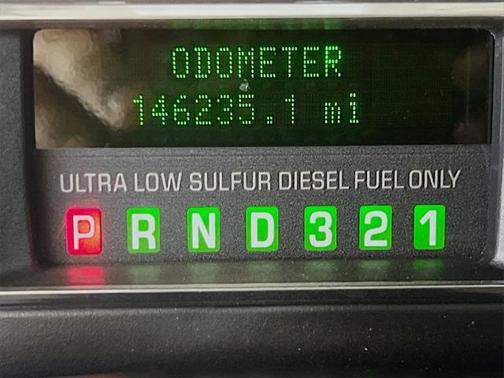 ODOMETER
146235.1 mi
ULTRA LOW SULFUR DIESEL FUEL ONLY
P R N D 3 2 1